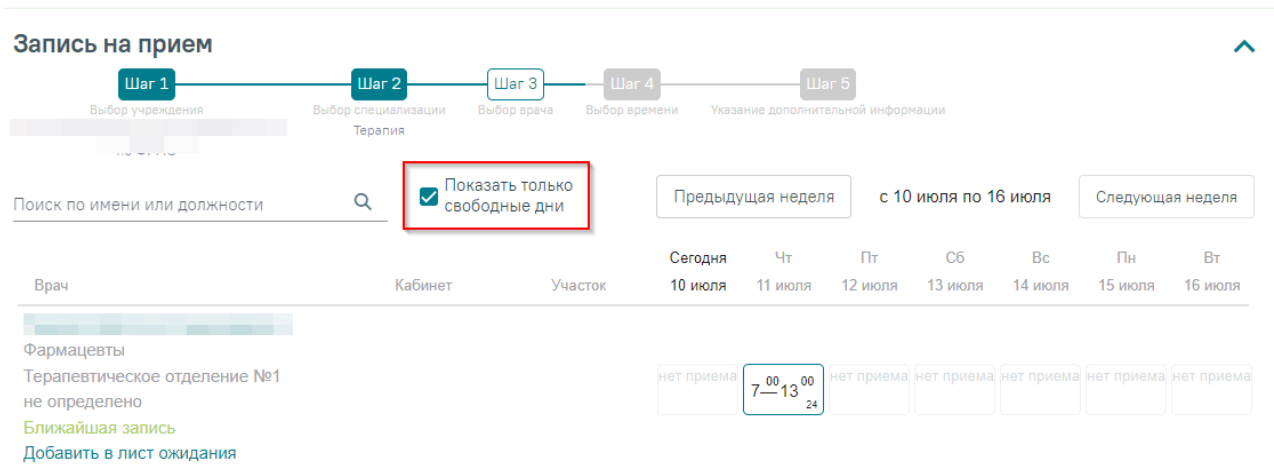 Запись на прием
Шаг 1 Шаг 2 Шаг 3 Шаг 4 Шаг 5
Выбор учреждения Выбор специализации Выбор врача Выбор времени Указание дополнительной информации
Терапия
Поиск по имени или должности
Показать только
свободные дни
Предыдущая неделя с 10 июля по 16 июля Следующая неделя
Сегодня Чт Пт Сб Вс Пн Вт
Врач Кабинет Участок 10 июля 11 июля 12 июля 13 июля 14 июля 15 июля 16 июля
Фармацевты
Терапевтическое отделение №1
не определено
Ближайшая запись
Добавить в лист ожидания
нет приема 7 00 — 13 00 нет приема нет приема нет приема нет приема нет приема
24